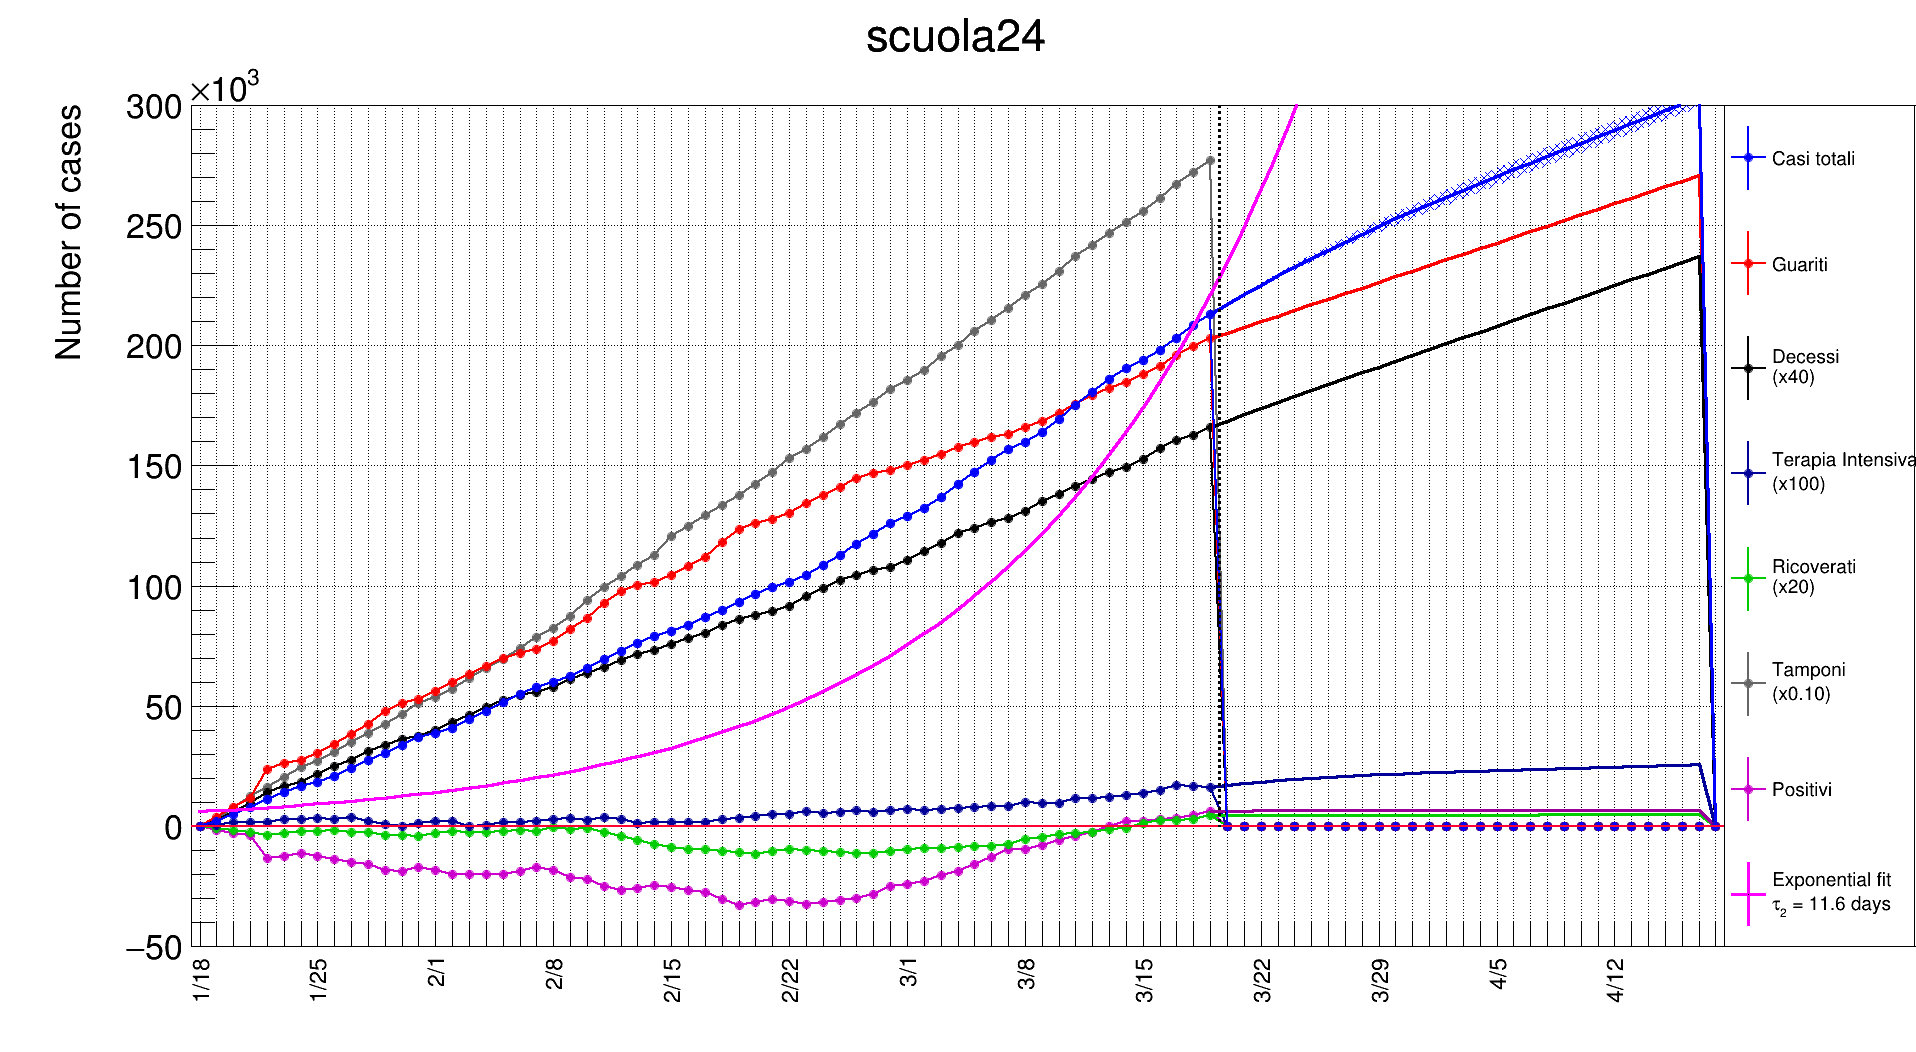 scuola24
×10³
Number of cases
300
250
200
150
100
50
0
−50
1/18
1/25
2/1
2/8
2/15
2/22
3/1
3/8
3/15
3/22
3/29
4/5
4/12
Casi totali
Guariti
Decessi
(x40)
Terapia Intensiva
(x100)
Ricoverati
(x20)
Tamponi
(x0.10)
Positivi
Exponential fit
τ₂ = 11.6 days